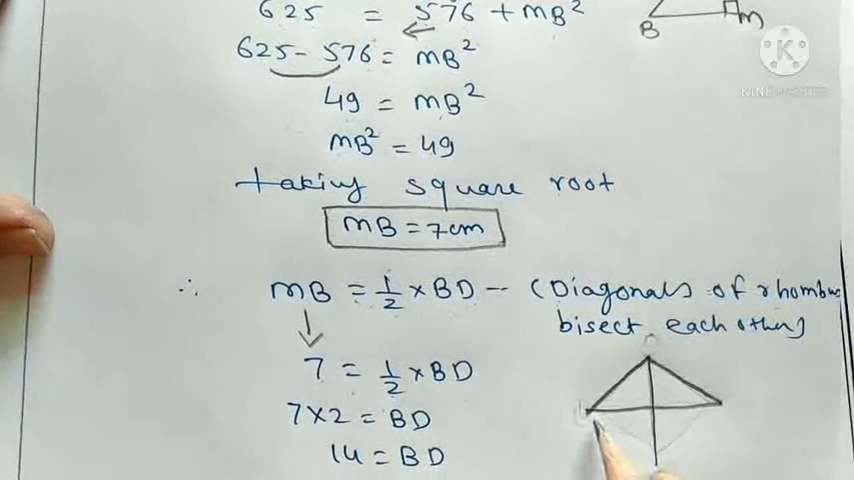 625 = 576 + MB²
625 - 576 = MB²
49 = MB²
MB² = 49
taking square root
MB = 7cm
∴ MB = 1/2 × BD - (Diagonals of rhombus
bisect each other)
7 = 1/2 × BD
7×2 = BD
14 = BD
B M
K